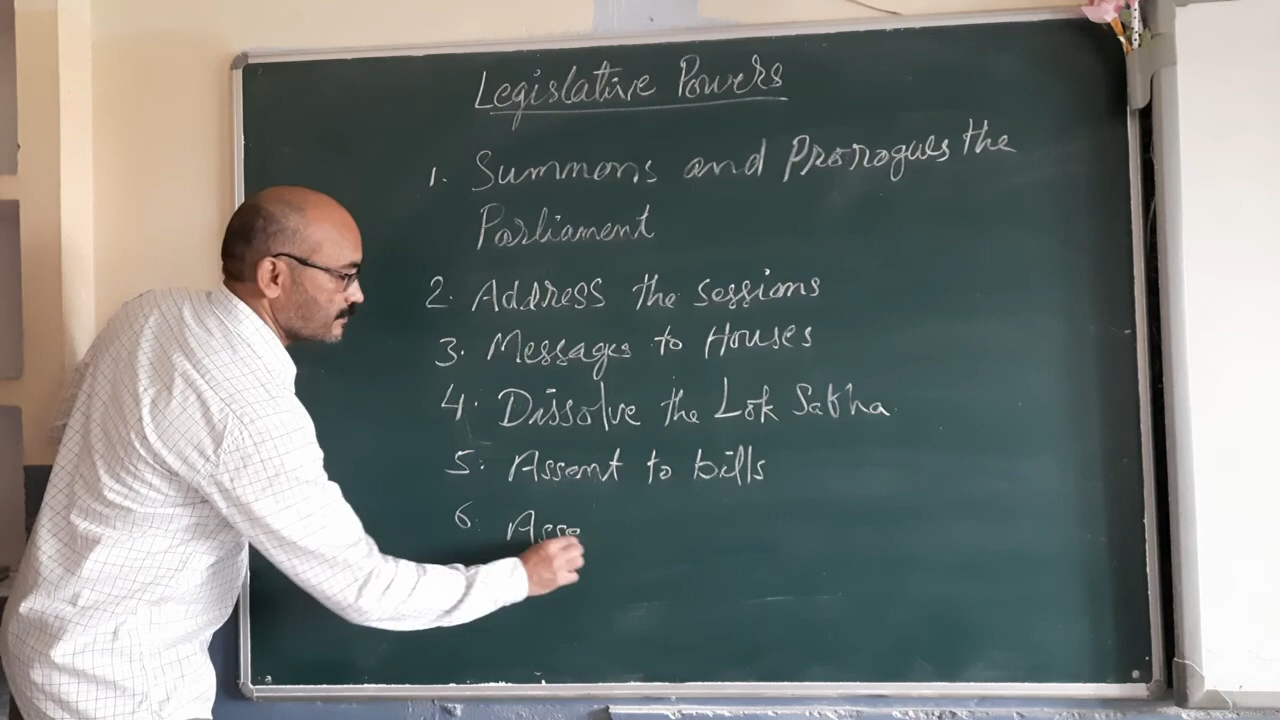 Legislative Powers
1. Summons and Prorogues the
Parliament
2. Address the sessions
3. Messages to Houses
4. Dissolve the Lok Sabha
5. Assent to bills
6. Asse